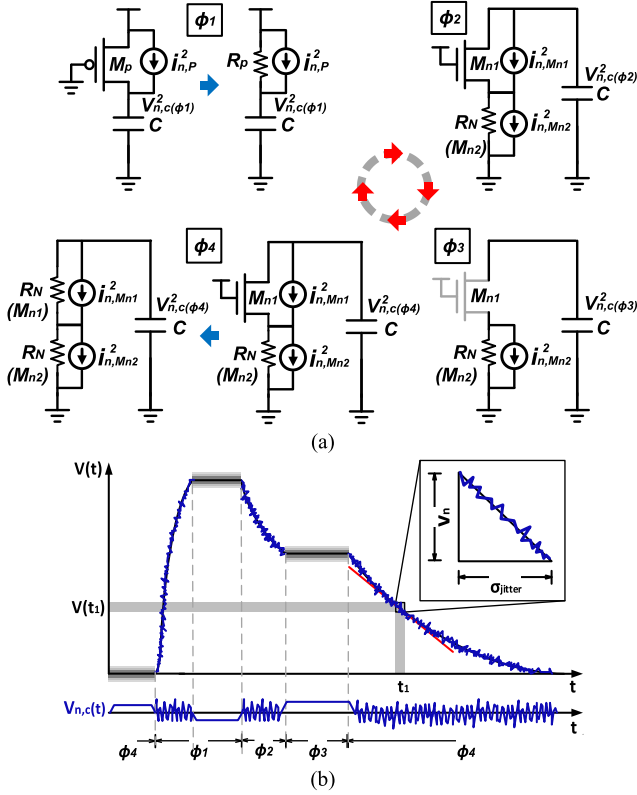 ϕ1
Mp
i²n,P
V²n,c(ϕ1)
C
Rp
i²n,P
V²n,c(ϕ1)
C
ϕ2
Mn1
i²n,Mn1
RN
(Mn2)
i²n,Mn2
V²n,c(ϕ2)
C
ϕ4
RN
(Mn1)
i²n,Mn1
RN
(Mn2)
i²n,Mn2
V²n,c(ϕ4)
C
Mn1
i²n,Mn1
RN
(Mn2)
i²n,Mn2
V²n,c(ϕ4)
C
ϕ3
Mn1
RN
(Mn2)
i²n,Mn2
V²n,c(ϕ3)
C
(a)
V(t)
Vn
σjitter
V(t1)
t1
t
Vn,c(t)
t
ϕ4 ϕ1 ϕ2 ϕ3 ϕ4
(b)